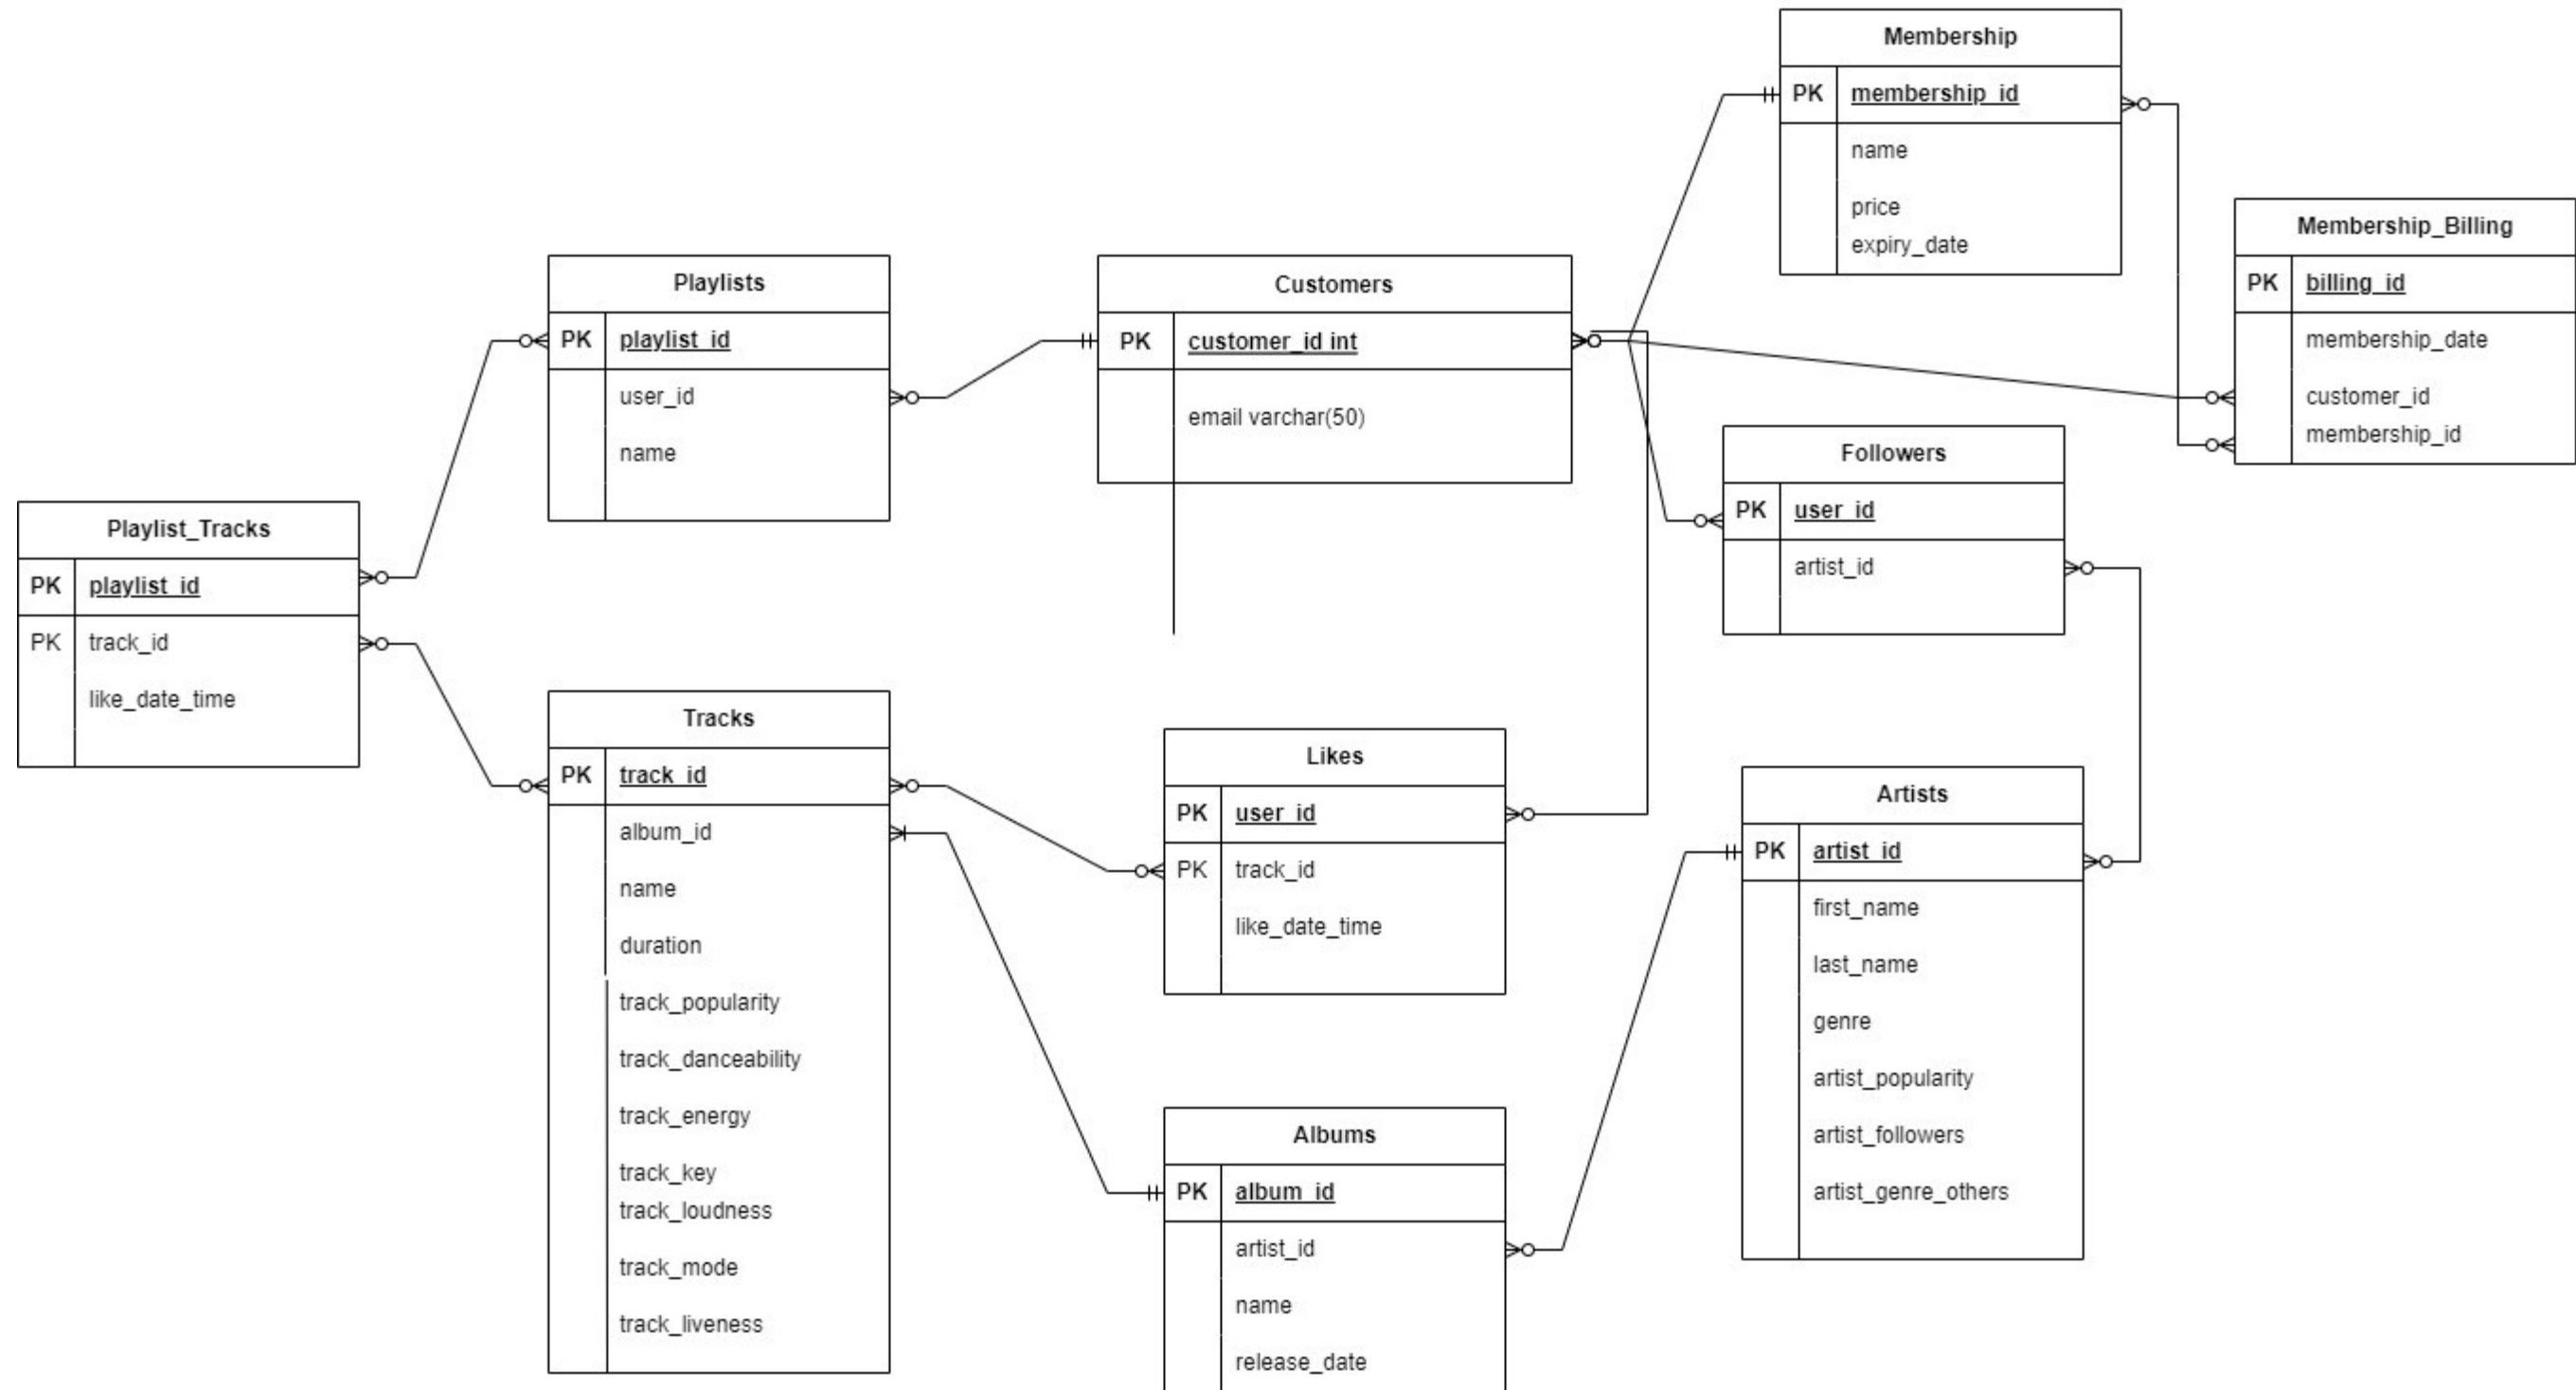 Membership
PK membership_id
name
price
expiry_date
Membership_Billing
PK billing_id
membership_date
customer_id
membership_id
Playlists
PK playlist_id
user_id
name
Customers
PK customer_id int
email varchar(50)
Followers
PK user_id
artist_id
Playlist_Tracks
PK playlist_id
PK track_id
like_date_time
Tracks
PK track_id
album_id
name
duration
track_popularity
track_danceability
track_energy
track_key
track_loudness
track_mode
track_liveness
Likes
PK user_id
PK track_id
like_date_time
Artists
PK artist_id
first_name
last_name
genre
artist_popularity
artist_followers
artist_genre_others
Albums
PK album_id
artist_id
name
release_date